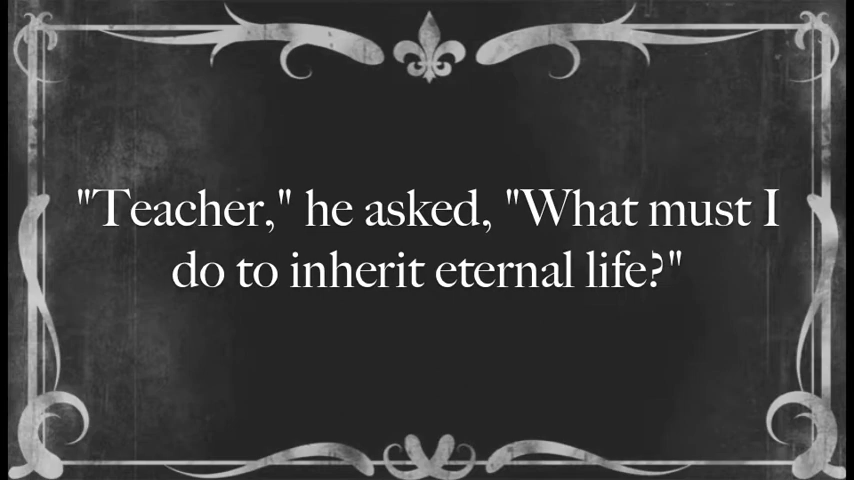 "Teacher," he asked, "What must I
do to inherit eternal life?"